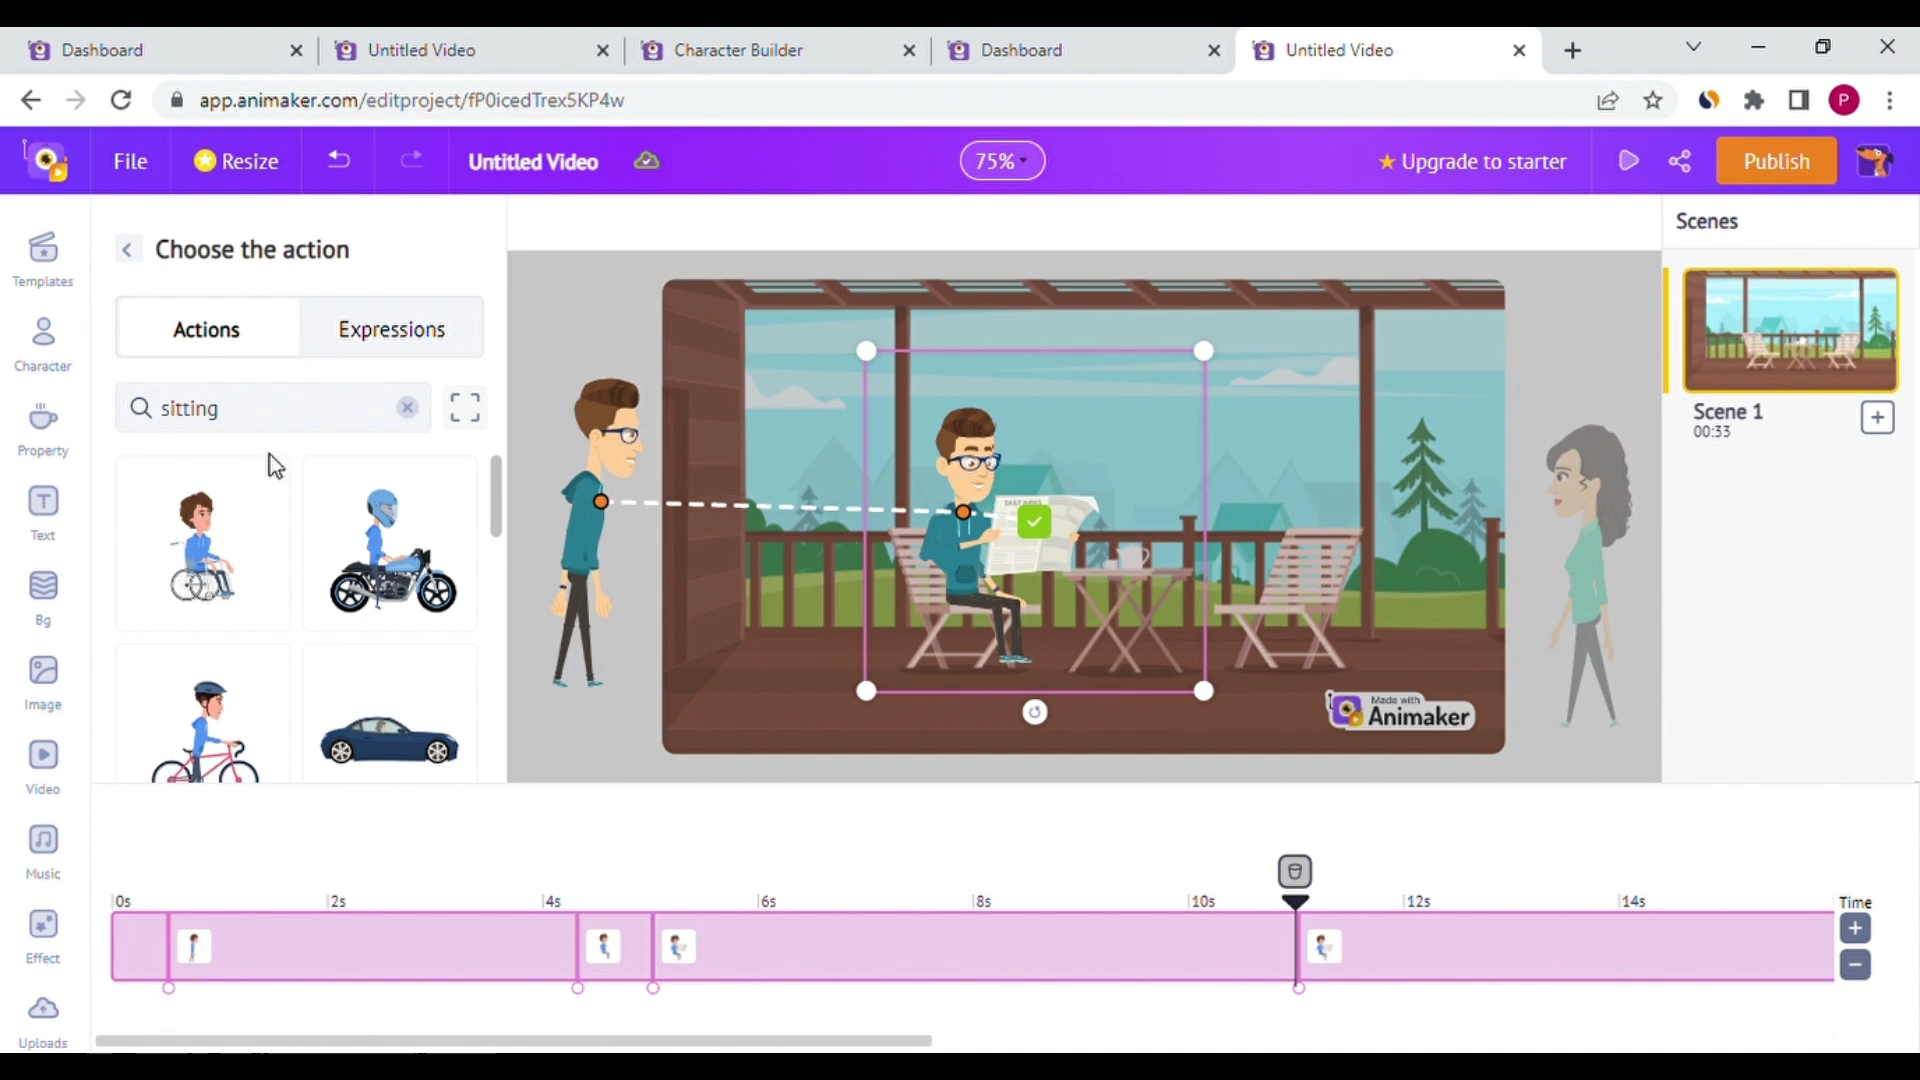 Dashboard
Untitled Video
Character Builder
Dashboard
Untitled Video
app.animaker.com/editproject/fP0icedTrex5KP4w
P
File
Resize
Untitled Video
75%
Upgrade to starter
Publish
Templates
Character
Property
T
Text
Bg
Image
Video
Music
Effect
Uploads
Choose the action
Actions
Expressions
sitting
DAILY NEWS
Made with
Animaker
Scenes
Scene 1
00:33
0s
2s
4s
6s
8s
10s
12s
14s
Time